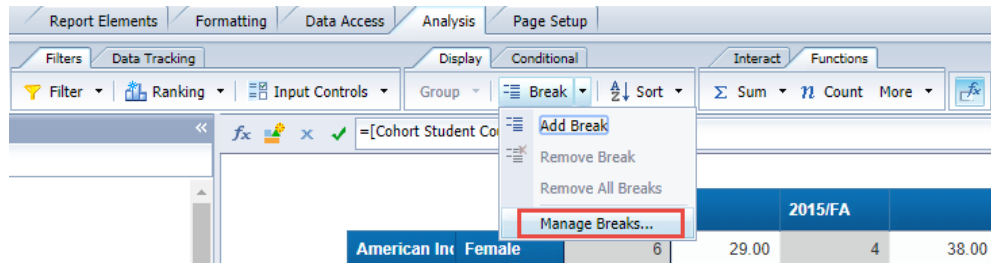 Report Elements Formatting Data Access Analysis Page Setup
Filters Data Tracking Display Conditional Interact Functions
Filter Ranking Input Controls Group Break Sort Σ Sum n Count More fx
« fx =[Cohort Student Cou
Add Break
Remove Break
Remove All Breaks
2015/FA
Manage Breaks...
American Inc Female 6 29.00 4 38.00